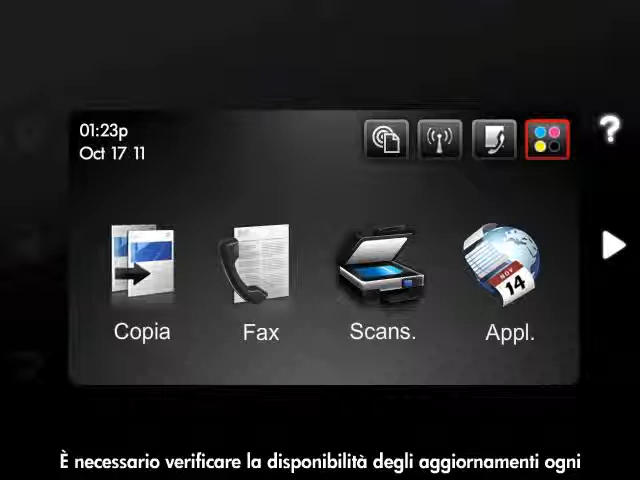 01:23p
Oct 17 11
?
Copia
Fax
Scans.
Appl.
NOV
14
È necessario verificare la disponibilità degli aggiornamenti ogni